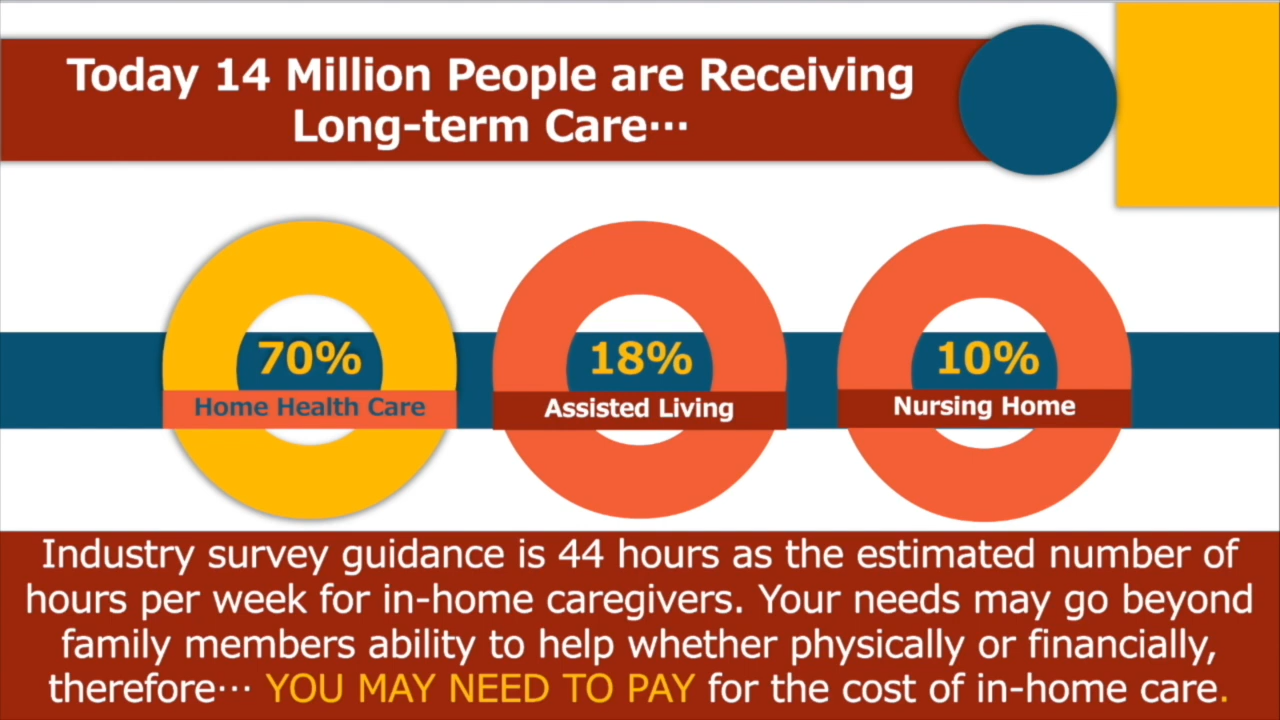 Today 14 Million People are Receiving
Long-term Care…
70%
Home Health Care
18%
Assisted Living
10%
Nursing Home
Industry survey guidance is 44 hours as the estimated number of
hours per week for in-home caregivers. Your needs may go beyond
family members ability to help whether physically or financially,
therefore… YOU MAY NEED TO PAY for the cost of in-home care.